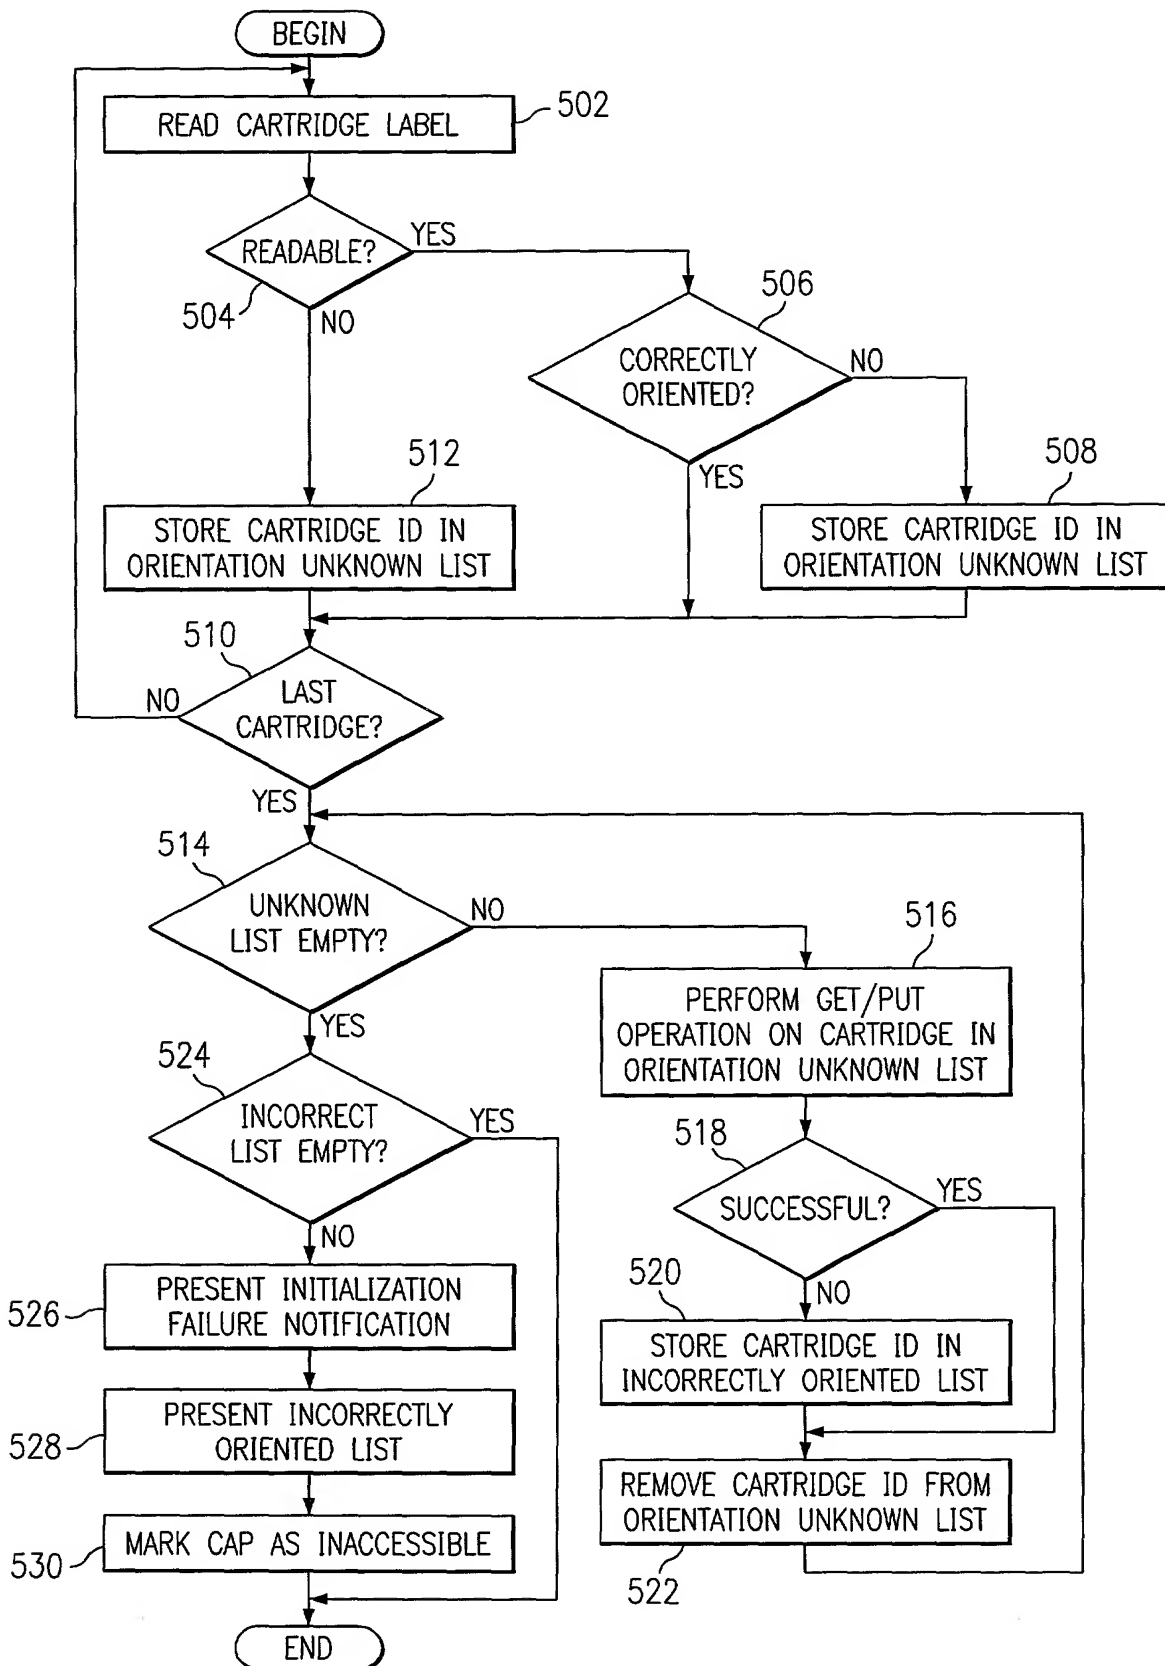 BEGIN
READ CARTRIDGE LABEL
502
READABLE?
YES
504
NO
506
CORRECTLY
ORIENTED?
NO
YES
512
STORE CARTRIDGE ID IN
ORIENTATION UNKNOWN LIST
508
STORE CARTRIDGE ID IN
ORIENTATION UNKNOWN LIST
510
NO
LAST
CARTRIDGE?
YES
514
UNKNOWN
LIST EMPTY?
NO
YES
516
PERFORM GET/PUT
OPERATION ON CARTRIDGE IN
ORIENTATION UNKNOWN LIST
524
INCORRECT
LIST EMPTY?
YES
NO
518
SUCCESSFUL?
YES
NO
526
PRESENT INITIALIZATION
FAILURE NOTIFICATION
520
STORE CARTRIDGE ID IN
INCORRECTLY ORIENTED LIST
528
PRESENT INCORRECTLY
ORIENTED LIST
REMOVE CARTRIDGE ID FROM
ORIENTATION UNKNOWN LIST
522
530
MARK CAP AS INACCESSIBLE
END